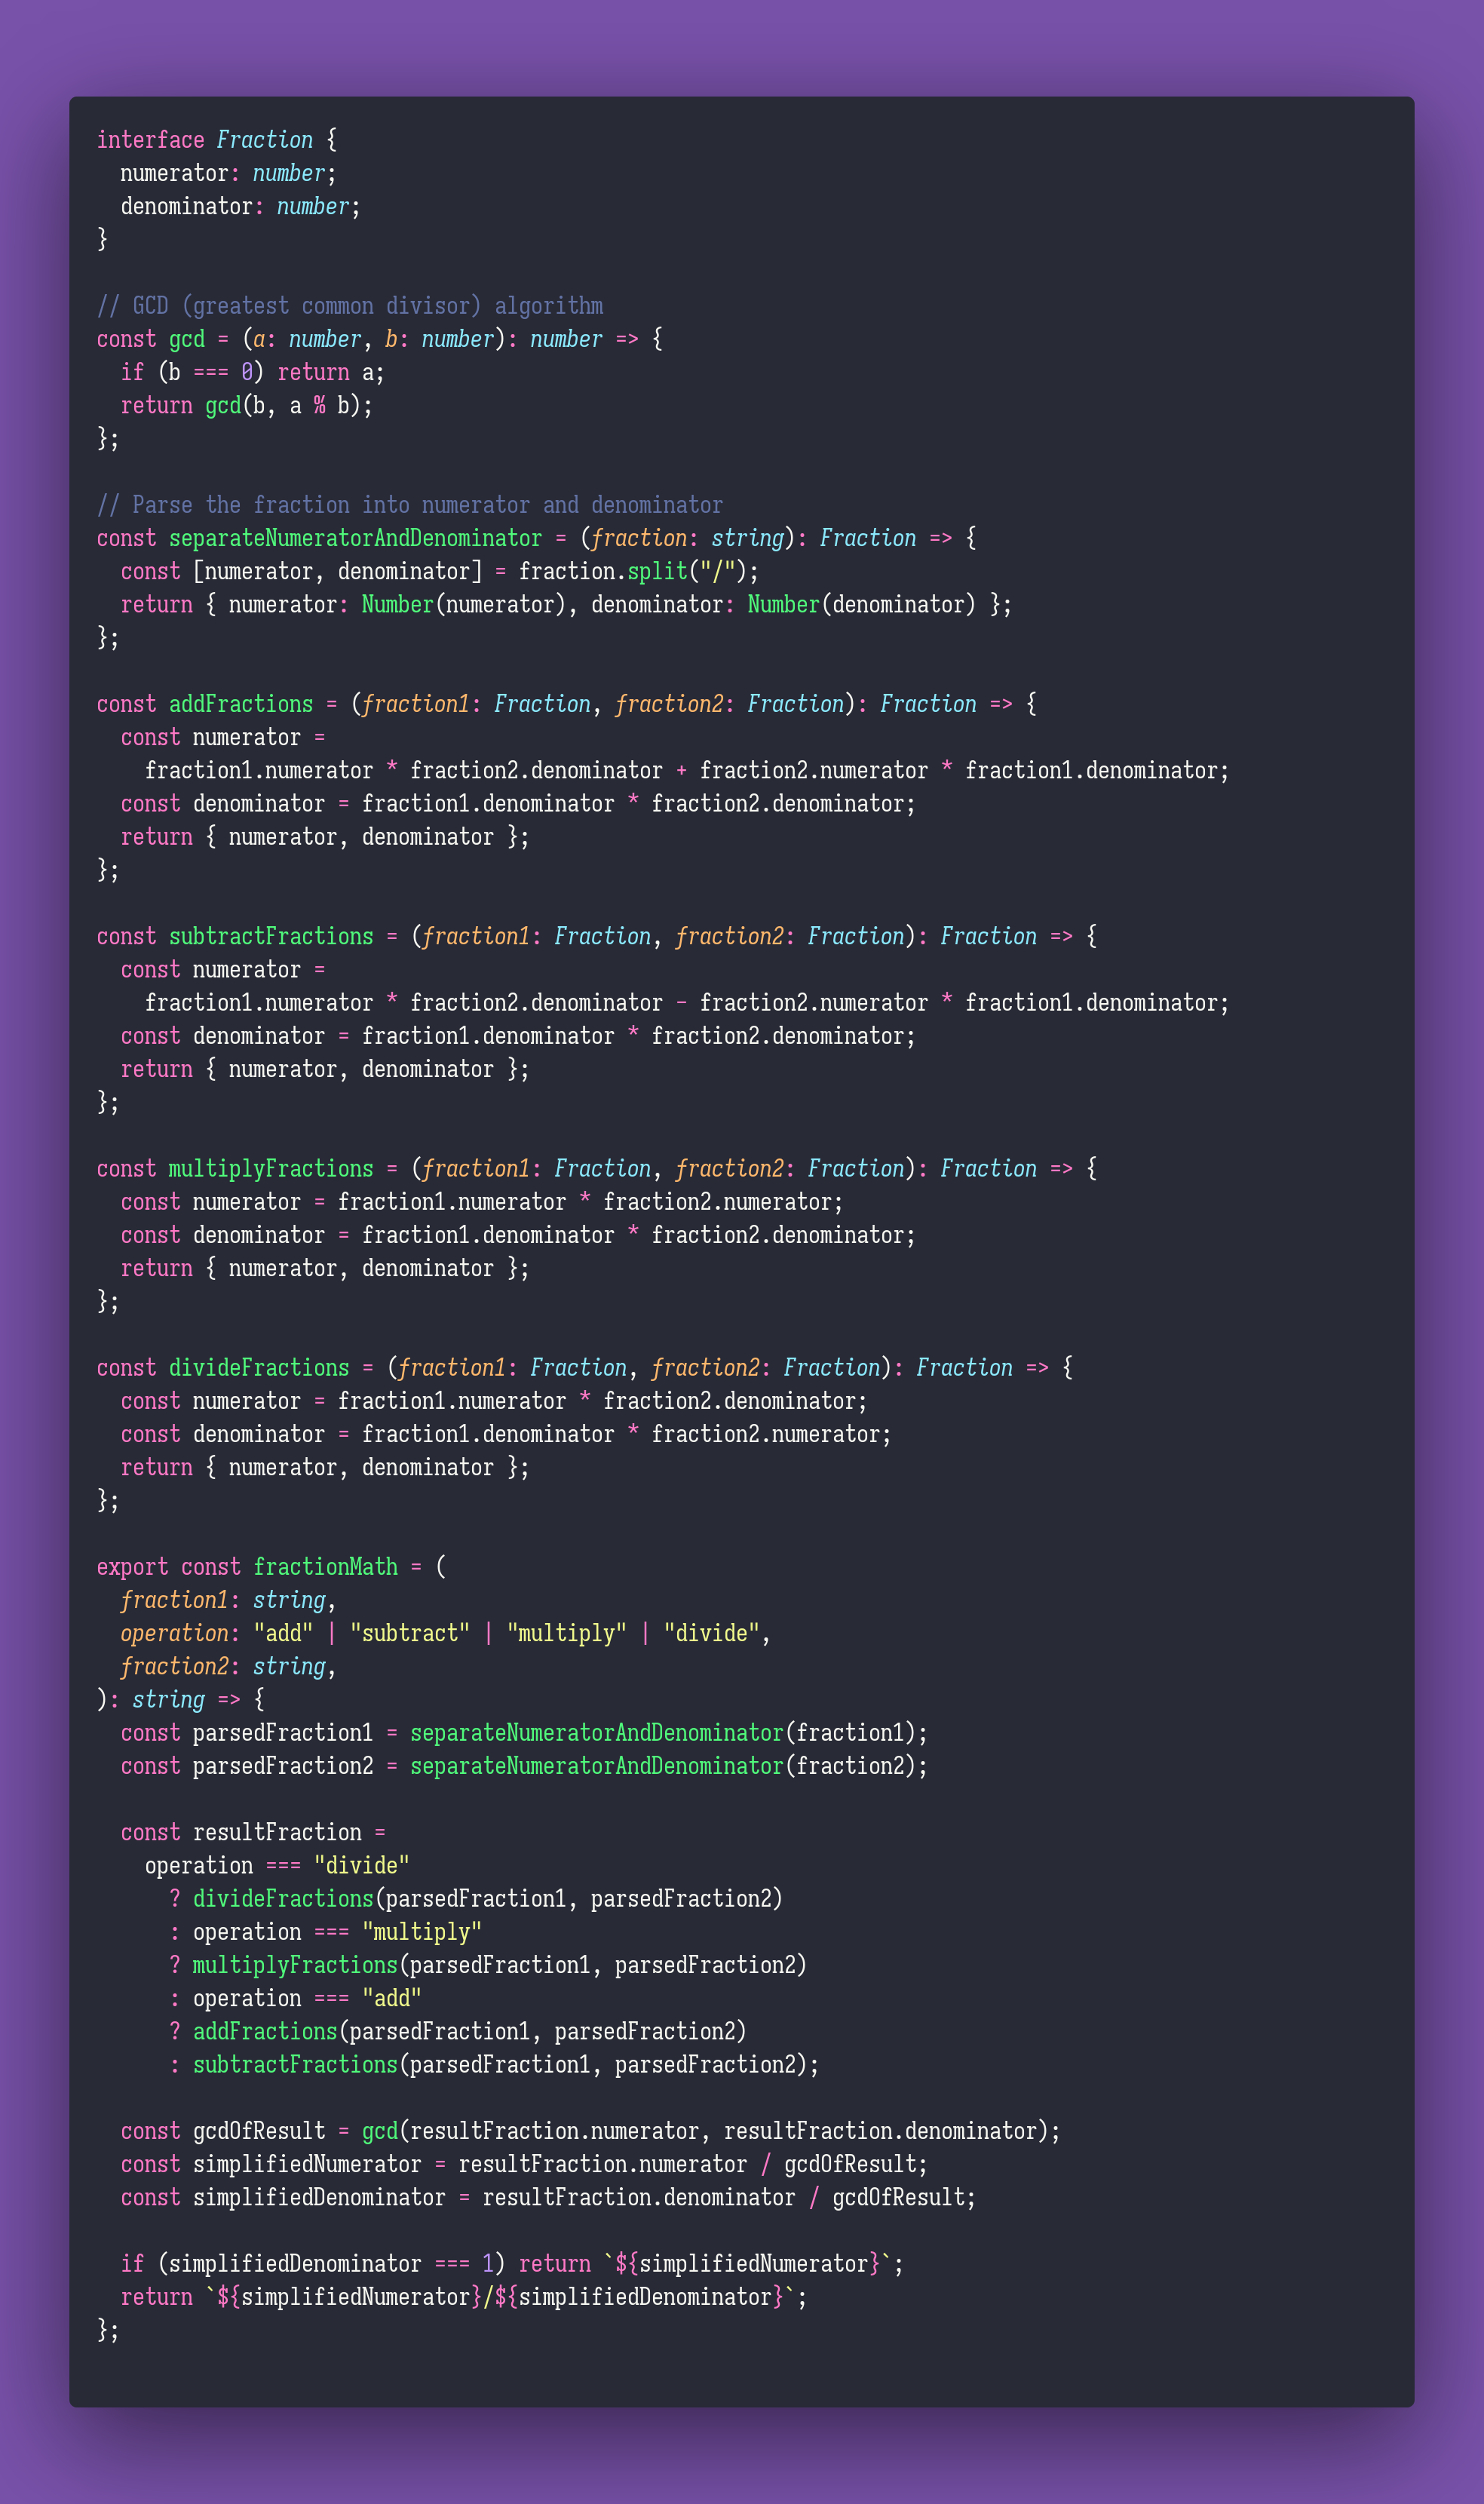 interface Fraction {
  numerator: number;
  denominator: number;
}

// GCD (greatest common divisor) algorithm
const gcd = (a: number, b: number): number => {
  if (b === 0) return a;
  return gcd(b, a % b);
};

// Parse the fraction into numerator and denominator
const separateNumeratorAndDenominator = (fraction: string): Fraction => {
  const [numerator, denominator] = fraction.split("/");
  return { numerator: Number(numerator), denominator: Number(denominator) };
};

const addFractions = (fraction1: Fraction, fraction2: Fraction): Fraction => {
  const numerator =
    fraction1.numerator * fraction2.denominator + fraction2.numerator * fraction1.denominator;
  const denominator = fraction1.denominator * fraction2.denominator;
  return { numerator, denominator };
};

const subtractFractions = (fraction1: Fraction, fraction2: Fraction): Fraction => {
  const numerator =
    fraction1.numerator * fraction2.denominator - fraction2.numerator * fraction1.denominator;
  const denominator = fraction1.denominator * fraction2.denominator;
  return { numerator, denominator };
};

const multiplyFractions = (fraction1: Fraction, fraction2: Fraction): Fraction => {
  const numerator = fraction1.numerator * fraction2.numerator;
  const denominator = fraction1.denominator * fraction2.denominator;
  return { numerator, denominator };
};

const divideFractions = (fraction1: Fraction, fraction2: Fraction): Fraction => {
  const numerator = fraction1.numerator * fraction2.denominator;
  const denominator = fraction1.denominator * fraction2.numerator;
  return { numerator, denominator };
};

export const fractionMath = (
  fraction1: string,
  operation: "add" | "subtract" | "multiply" | "divide",
  fraction2: string,
): string => {
  const parsedFraction1 = separateNumeratorAndDenominator(fraction1);
  const parsedFraction2 = separateNumeratorAndDenominator(fraction2);

  const resultFraction =
    operation === "divide"
      ? divideFractions(parsedFraction1, parsedFraction2)
      : operation === "multiply"
      ? multiplyFractions(parsedFraction1, parsedFraction2)
      : operation === "add"
      ? addFractions(parsedFraction1, parsedFraction2)
      : subtractFractions(parsedFraction1, parsedFraction2);

  const gcdOfResult = gcd(resultFraction.numerator, resultFraction.denominator);
  const simplifiedNumerator = resultFraction.numerator / gcdOfResult;
  const simplifiedDenominator = resultFraction.denominator / gcdOfResult;

  if (simplifiedDenominator === 1) return `${simplifiedNumerator}`;
  return `${simplifiedNumerator}/${simplifiedDenominator}`;
};